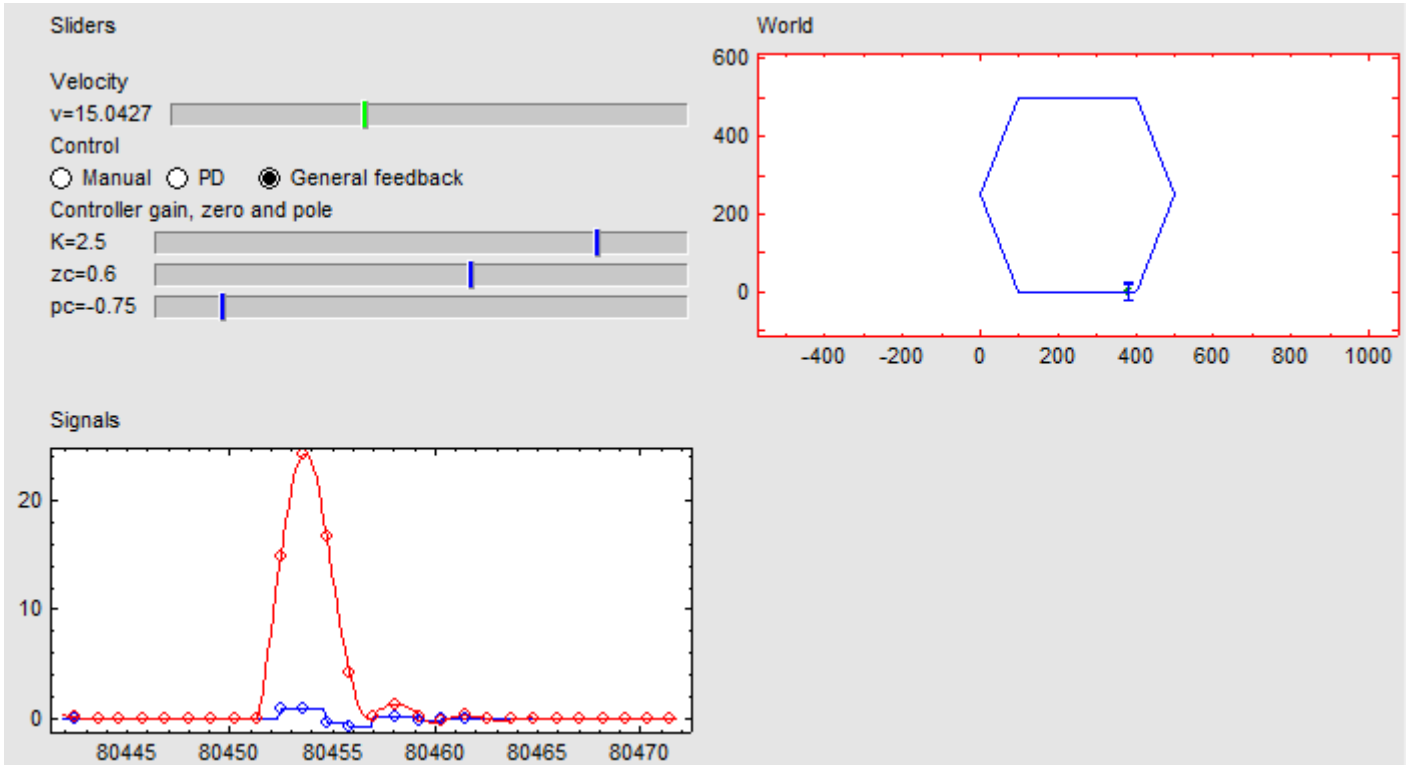 Sliders
Velocity
v=15.0427
Control
Manual PD General feedback
Controller gain, zero and pole
K=2.5
zc=0.6
pc=-0.75
World
600
400
200
0
-400 -200 0 200 400 600 800 1000
Signals
20
10
0
80445 80450 80455 80460 80465 80470